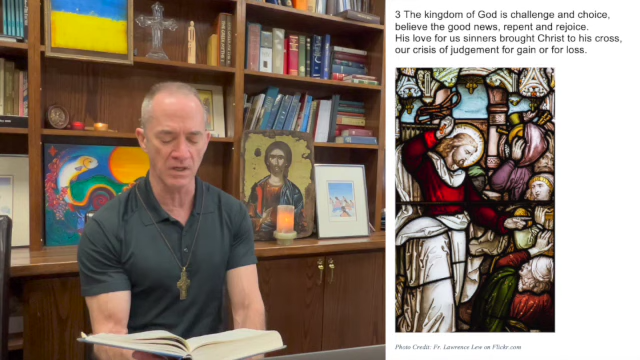 3 The kingdom of God is challenge and choice,
believe the good news, repent and rejoice.
His love for us sinners brought Christ to his cross,
our crisis of judgement for gain or for loss.
Photo Credit: Fr. Lawrence Lew on Flickr.com